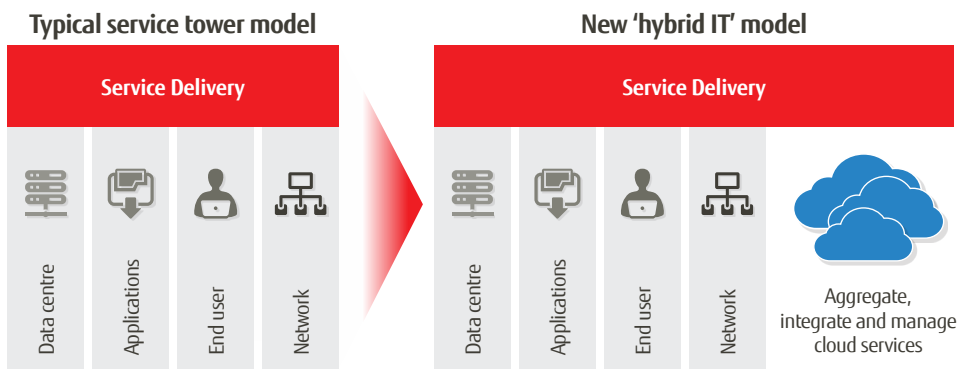 Typical service tower model
Service Delivery
Data centre
Applications
End user
Network
New ‘hybrid IT’ model
Service Delivery
Data centre
Applications
End user
Network
Aggregate,
integrate and manage
cloud services